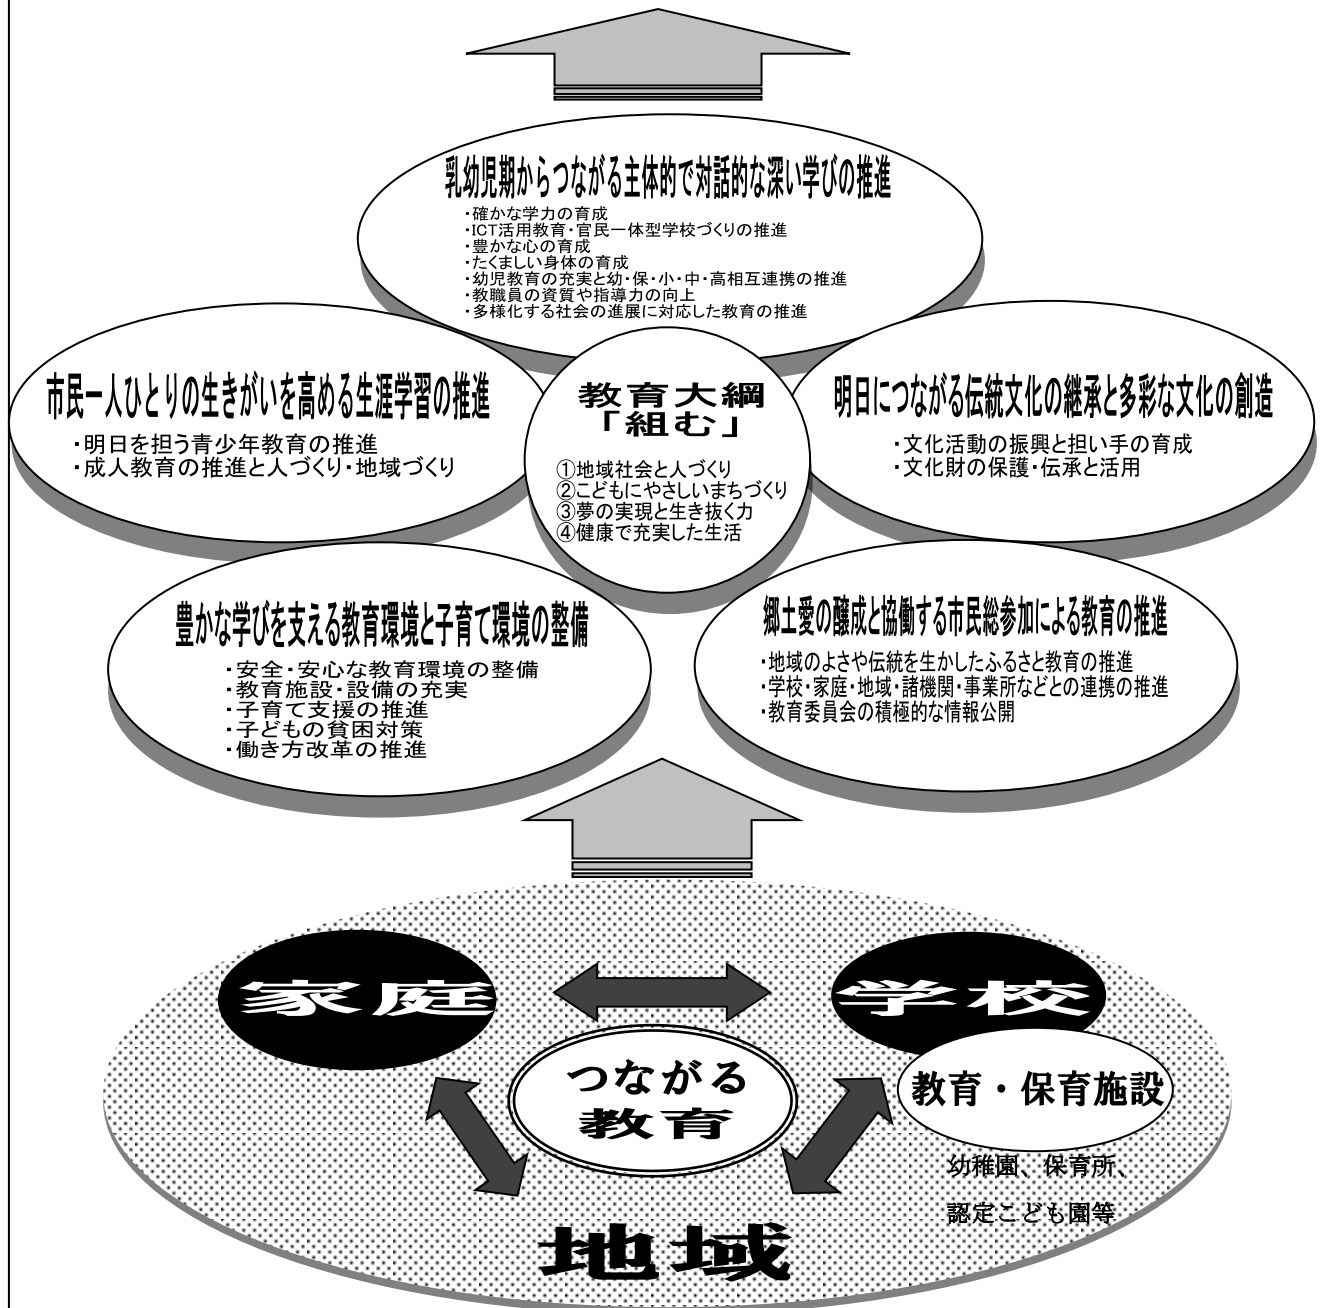 乳幼児期からつながる主体的で対話的な深い学びの推進
・確かな学力の育成
・ICT活用教育・官民一体型学校づくりの推進
・豊かな心の育成
・たくましい身体の育成
・幼児教育の充実と幼・保・小・中・高相互連携の推進
・教職員の資質や指導力の向上
・多様化する社会の進展に対応した教育の推進
市民一人ひとりの生きがいを高める生涯学習の推進
・明日を担う青少年教育の推進
・成人教育の推進と人づくり・地域づくり
教育大綱
「組む」
①地域社会と人づくり
②こどもにやさしいまちづくり
③夢の実現と生き抜く力
④健康で充実した生活
明日につながる伝統文化の継承と多彩な文化の創造
・文化活動の振興と担い手の育成
・文化財の保護・伝承と活用
豊かな学びを支える教育環境と子育て環境の整備
・安全・安心な教育環境の整備
・教育施設・設備の充実
・子育て支援の推進
・子どもの貧困対策
・働き方改革の推進
郷土愛の醸成と協働する市民総参加による教育の推進
・地域のよさや伝統を生かしたふるさと教育の推進
・学校・家庭・地域・諸機関・事業所などとの連携の推進
・教育委員会の積極的な情報公開
家庭
学校
つながる
教育
教育・保育施設
幼稚園、保育所、
認定こども園等
地域